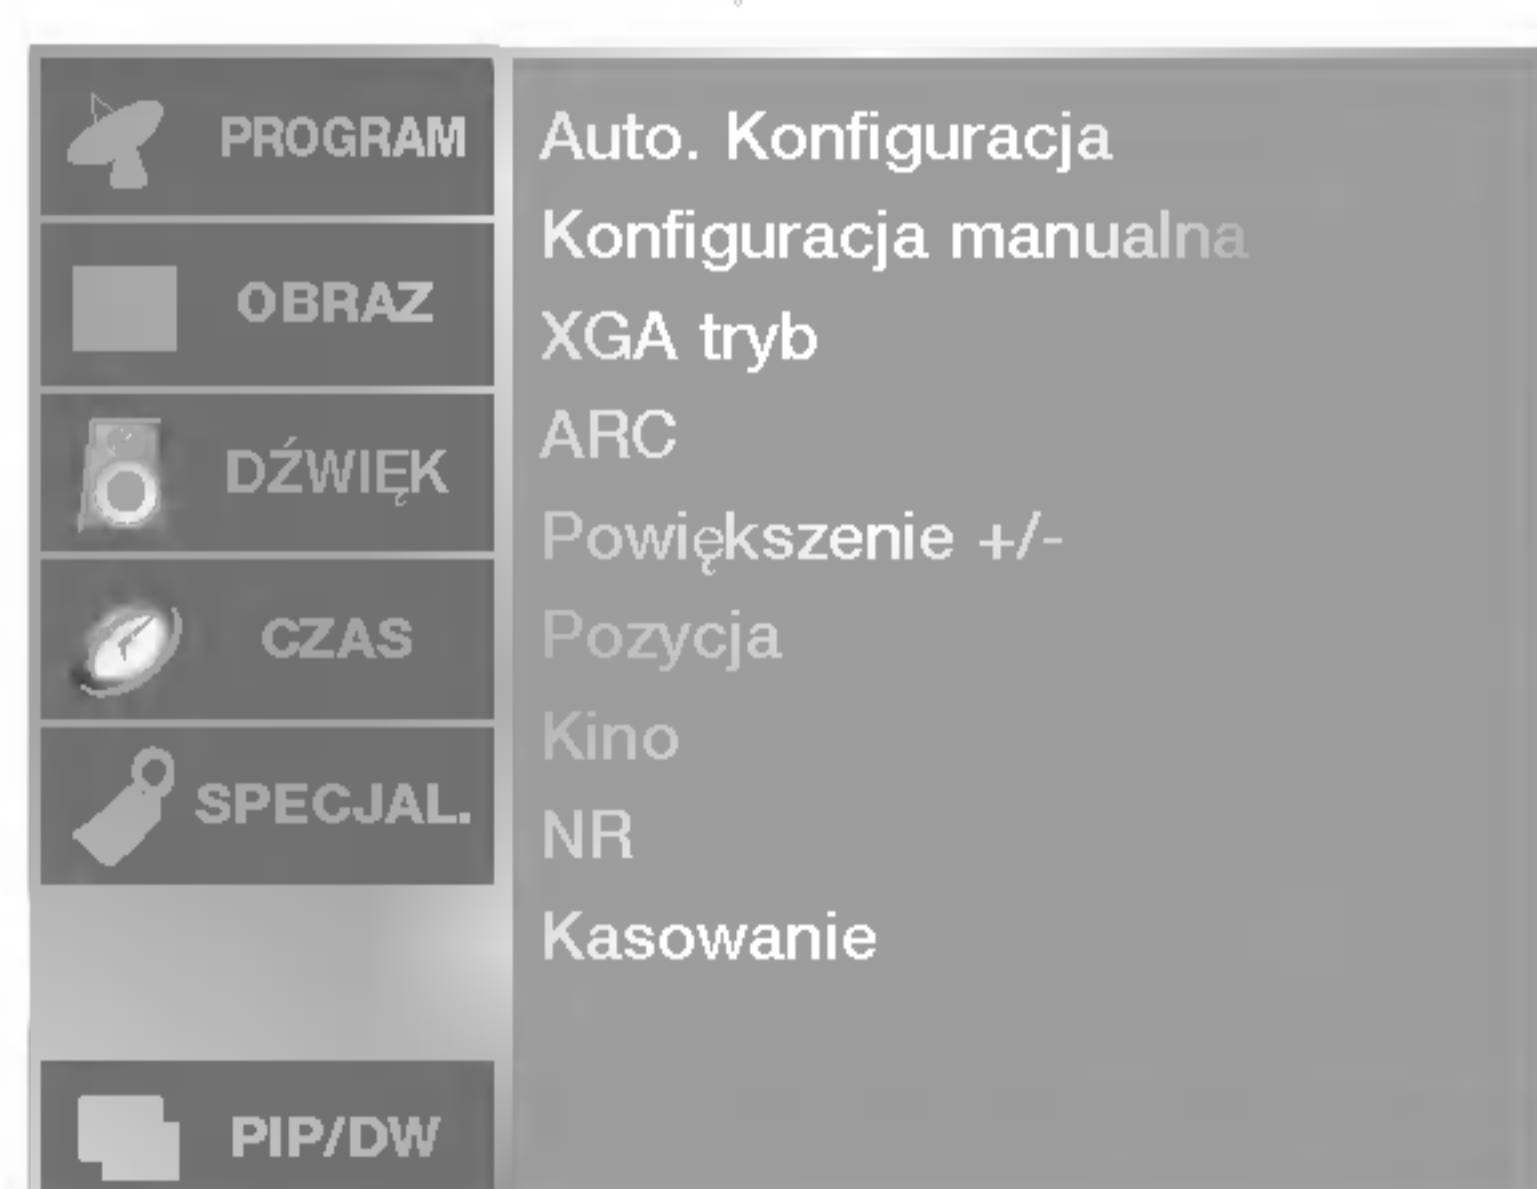 PROGRAM
OBRAZ
DŹWIĘK
CZAS
SPECJAL.
PIP/DW
Auto. Konfiguracja
Konfiguracja manualna
XGA tryb
ARC
Powiększenie +/-
Pozycja
Kino
NR
Kasowanie